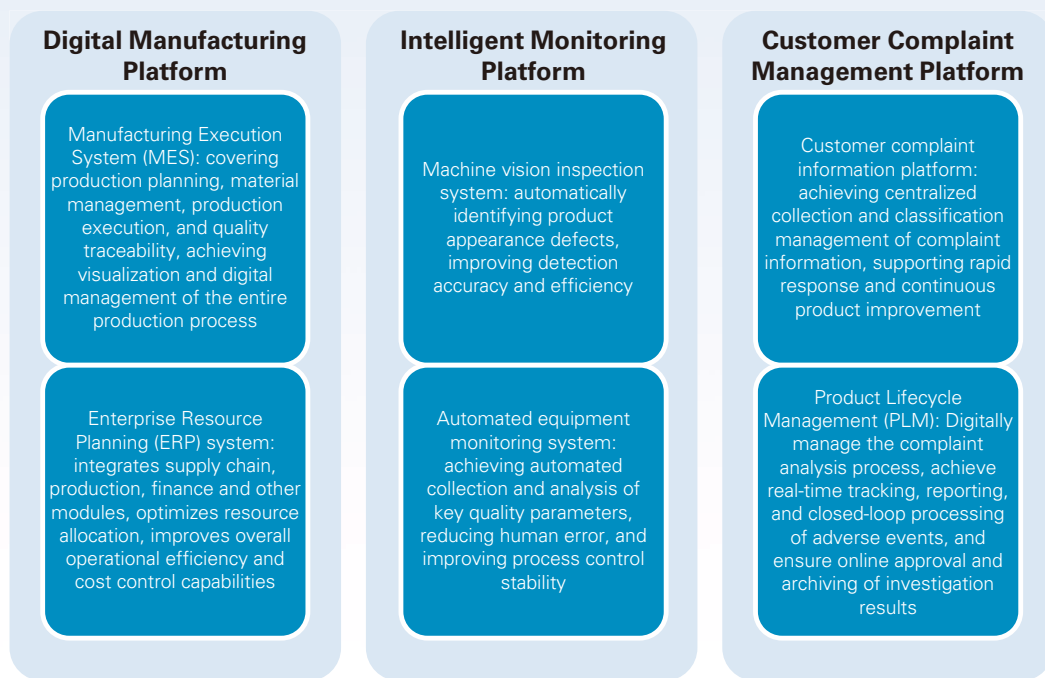 Digital Manufacturing
Platform
Manufacturing Execution
System (MES): covering
production planning, material
management, production
execution, and quality
traceability, achieving
visualization and digital
management of the entire
production process
Enterprise Resource
Planning (ERP) system:
integrates supply chain,
production, finance and other
modules, optimizes resource
allocation, improves overall
operational efficiency and
cost control capabilities
Intelligent Monitoring
Platform
Machine vision inspection
system: automatically
identifying product
appearance defects,
improving detection
accuracy and efficiency
Automated equipment
monitoring system:
achieving automated
collection and analysis of
key quality parameters,
reducing human error, and
improving process control
stability
Customer Complaint
Management Platform
Customer complaint
information platform:
achieving centralized
collection and classification
management of complaint
information, supporting rapid
response and continuous
product improvement
Product Lifecycle
Management (PLM): Digitally
manage the complaint
analysis process, achieve
real-time tracking, reporting,
and closed-loop processing
of adverse events, and
ensure online approval and
archiving of investigation
results